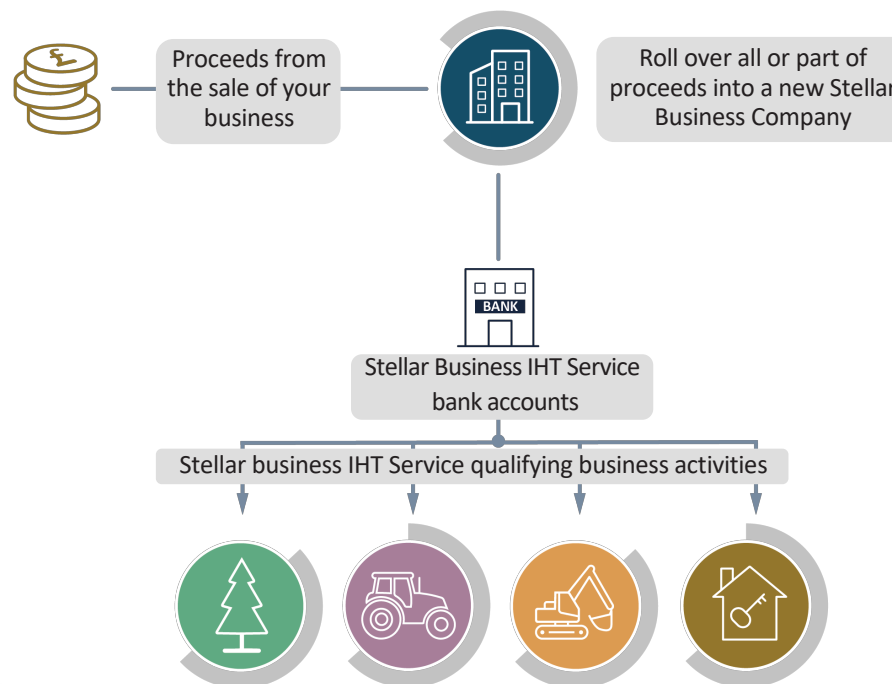 £
Proceeds from
the sale of your
business
Roll over all or part of
proceeds into a new Stellar
Business Company
BANK
Stellar Business IHT Service
bank accounts
Stellar business IHT Service qualifying business activities